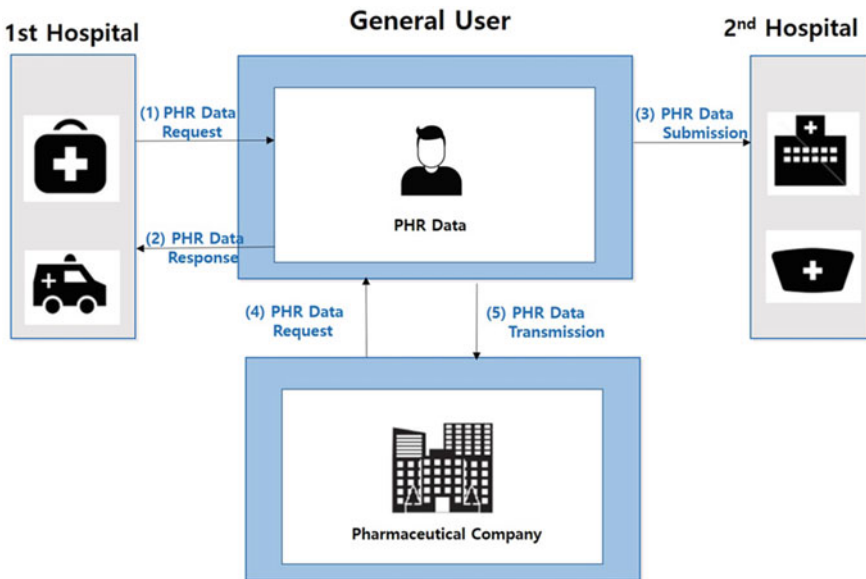 1st Hospital
General User
2nd Hospital
(1) PHR Data
Request
(3) PHR Data
Submission
PHR Data
(2) PHR Data
Response
(4) PHR Data
Request
(5) PHR Data
Transmission
Pharmaceutical Company